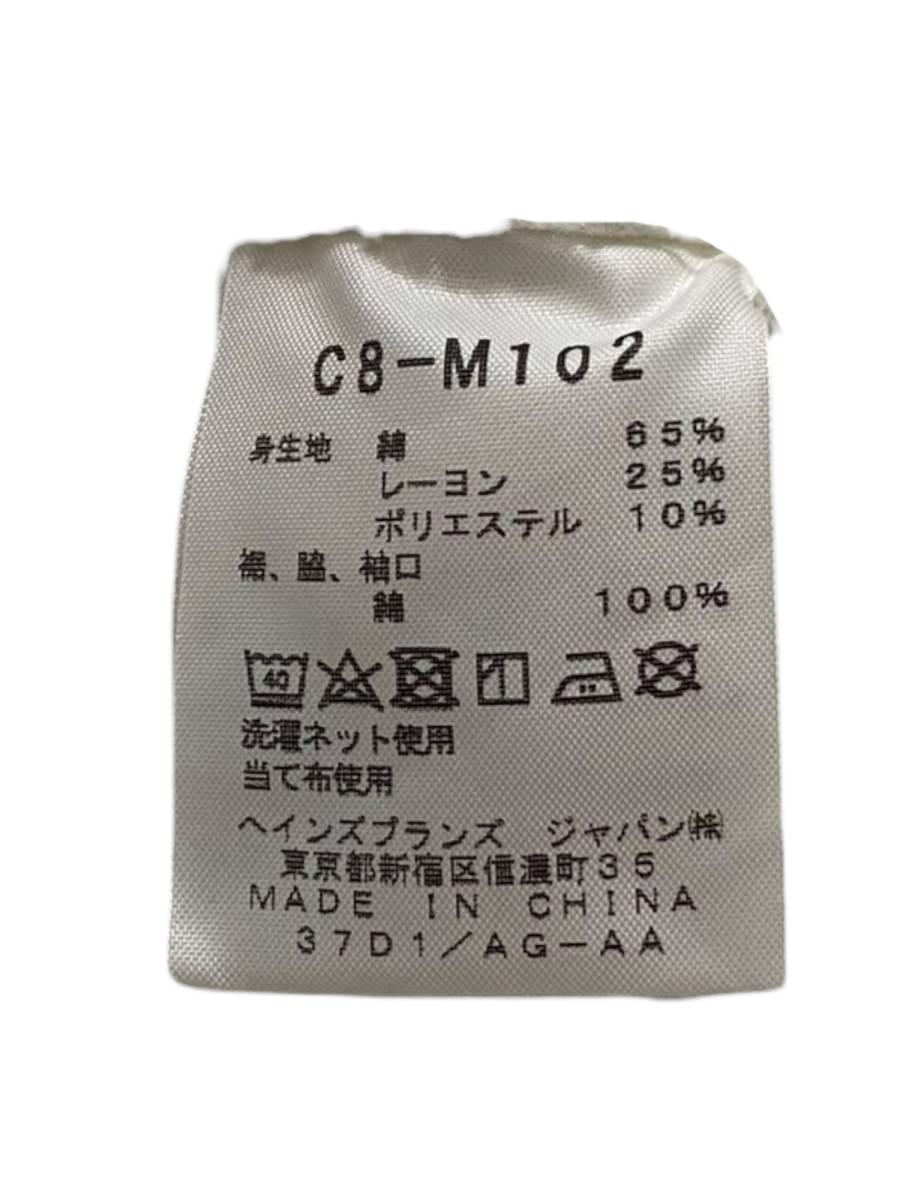 C8-M102
身生地 綿 65%
レーヨン 25%
ポリエステル 10%
裾、脇、袖口
綿 100%
40
洗濯ネット使用
当て布使用
ヘインズブランズ ジャパン㈱
東京都新宿区信濃町35
MADE IN CHINA
37D1/AG-AA